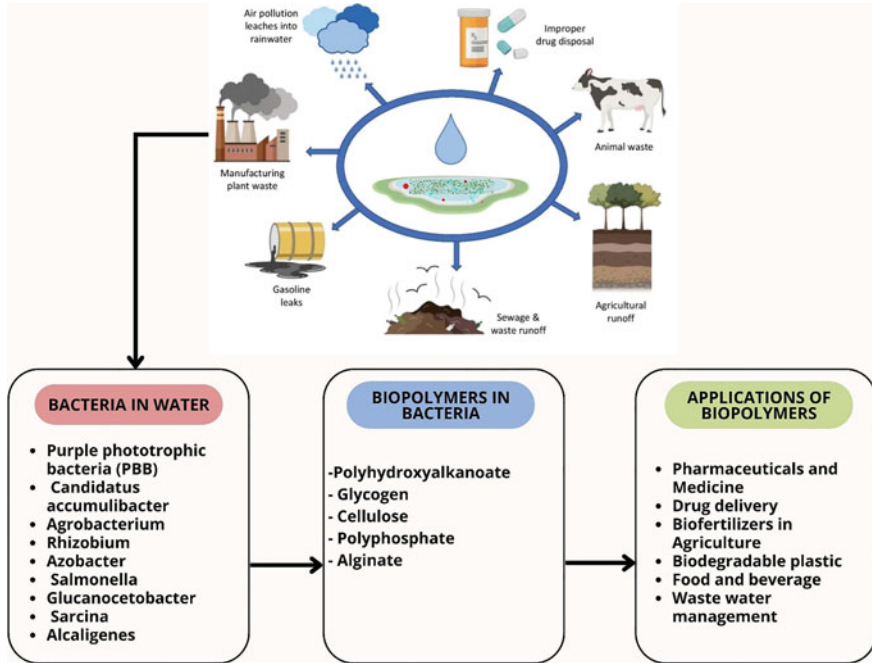 Air pollution
leaches into
rainwater
Improper
drug disposal
Manufacturing
plant waste
Animal waste
Gasoline
leaks
Sewage &
waste runoff
Agricultural
runoff
BACTERIA IN WATER
• Purple phototrophic
bacteria (PBB)
• Candidatus
accumulibacter
• Agrobacterium
• Rhizobium
• Azobacter
• Salmonella
• Glucanocetobacter
• Sarcina
• Alcaligenes
BIOPOLYMERS IN
BACTERIA
-Polyhydroxyalkanoate
- Glycogen
- Cellulose
- Polyphosphate
- Alginate
APPLICATIONS OF
BIOPOLYMERS
• Pharmaceuticals and
Medicine
• Drug delivery
• Biofertilizers in
Agriculture
• Biodegradable plastic
• Food and beverage
• Waste water
management